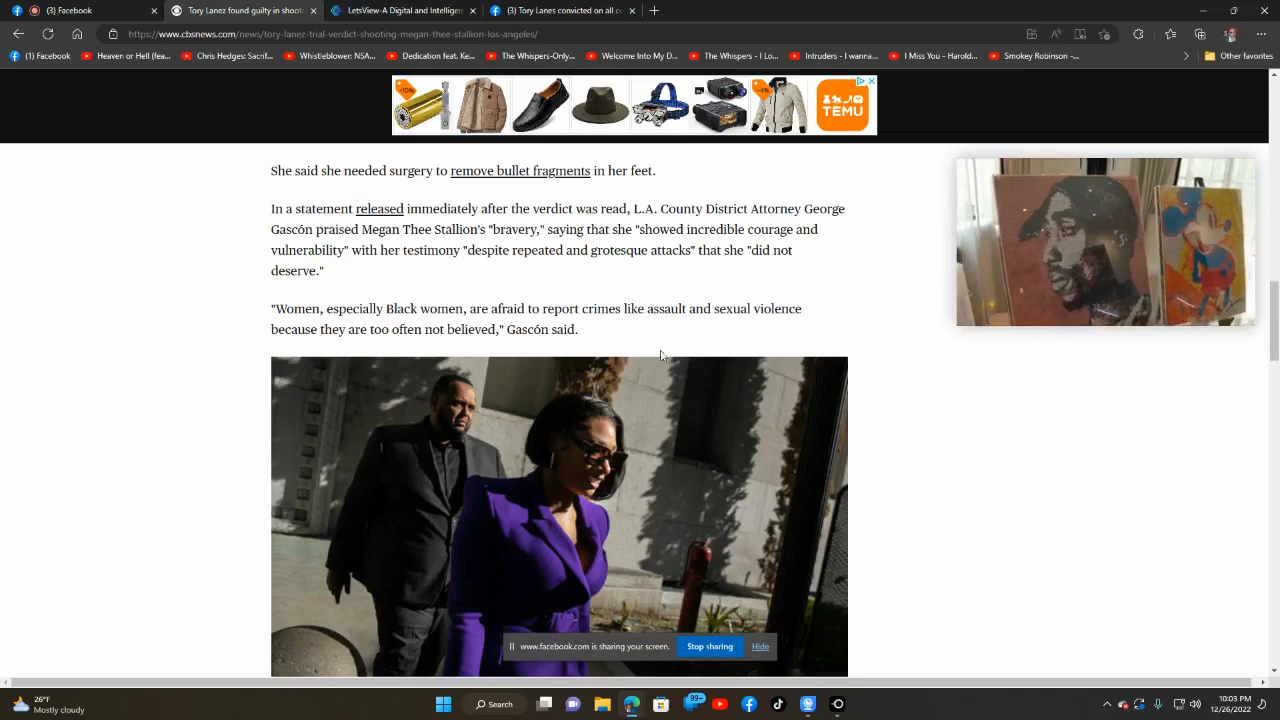 (3) Facebook
Tory Lanez found guilty in shooti
LetsView-A Digital and Intelligen
(3) Tory Lanes convicted on all co
https://www.cbsnews.com/news/tory-lanez-trial-verdict-shooting-megan-thee-stallion-los-angeles/
(1) Facebook
Heaven or Hell (fea...
Chris Hedges: Sacrif...
Whistleblower: NSA...
Dedication feat. Ke...
The Whispers-Only...
Welcome Into My D...
The Whispers - I Lo...
Intruders - I wanna...
I Miss You - Harold...
Smokey Robinson -...
Other favorites
-10%
-4%
TEMU
She said she needed surgery to remove bullet fragments in her feet.
In a statement released immediately after the verdict was read, L.A. County District Attorney George
Gascón praised Megan Thee Stallion's "bravery," saying that she "showed incredible courage and
vulnerability" with her testimony "despite repeated and grotesque attacks" that she "did not
deserve."
"Women, especially Black women, are afraid to report crimes like assault and sexual violence
because they are too often not believed," Gascón said.
www.facebook.com is sharing your screen.
Stop sharing
Hide
26°F
Mostly cloudy
Search
99+
10:03 PM
12/26/2022